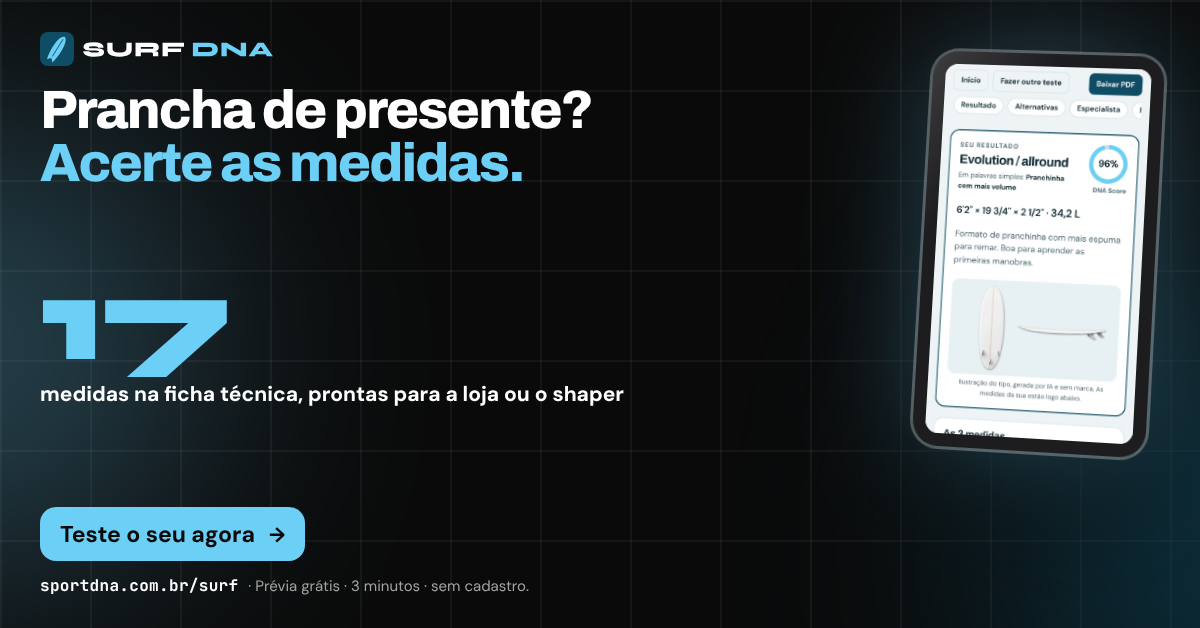 SURF DNA
Prancha de presente?
Acerte as medidas.
17
medidas na ficha técnica, prontas para a loja ou o shaper
Teste o seu agora →
sportdna.com.br/surf · Prévia grátis · 3 minutos · sem cadastro.
Início
Fazer outro teste
Baixar PDF
Resultado
Alternativas
Especialista
SEU RESULTADO
Evolution / allround
Em palavras simples: Pranchinha
com mais volume
96%
DNA Score
6'2" × 19 3/4" × 2 1/2" · 34,2 L
Formato de pranchinha com mais espuma
para remar. Boa para aprender as
primeiras manobras.
Ilustração do tipo, gerada por IA e sem marca. As
medidas da sua estão logo abaixo.
As 3 medidas